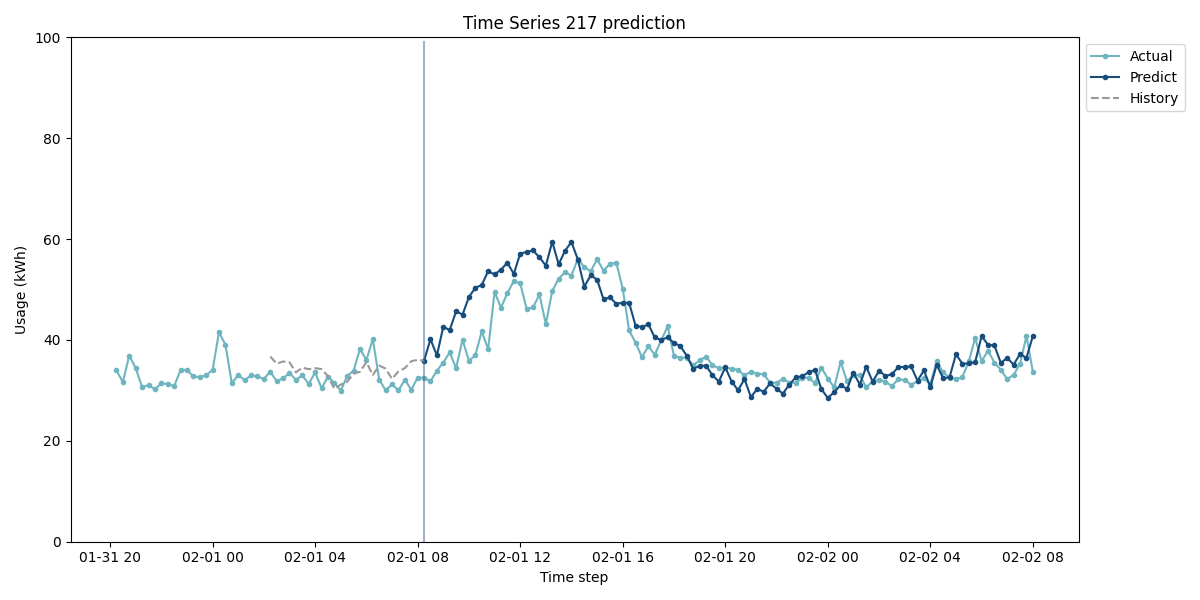 Time Series 217 prediction
100
80
60
40
20
0
Usage (kWh)
01-31 20
02-01 00
02-01 04
02-01 08
02-01 12
02-01 16
02-01 20
02-02 00
02-02 04
02-02 08
Time step
Actual
Predict
History